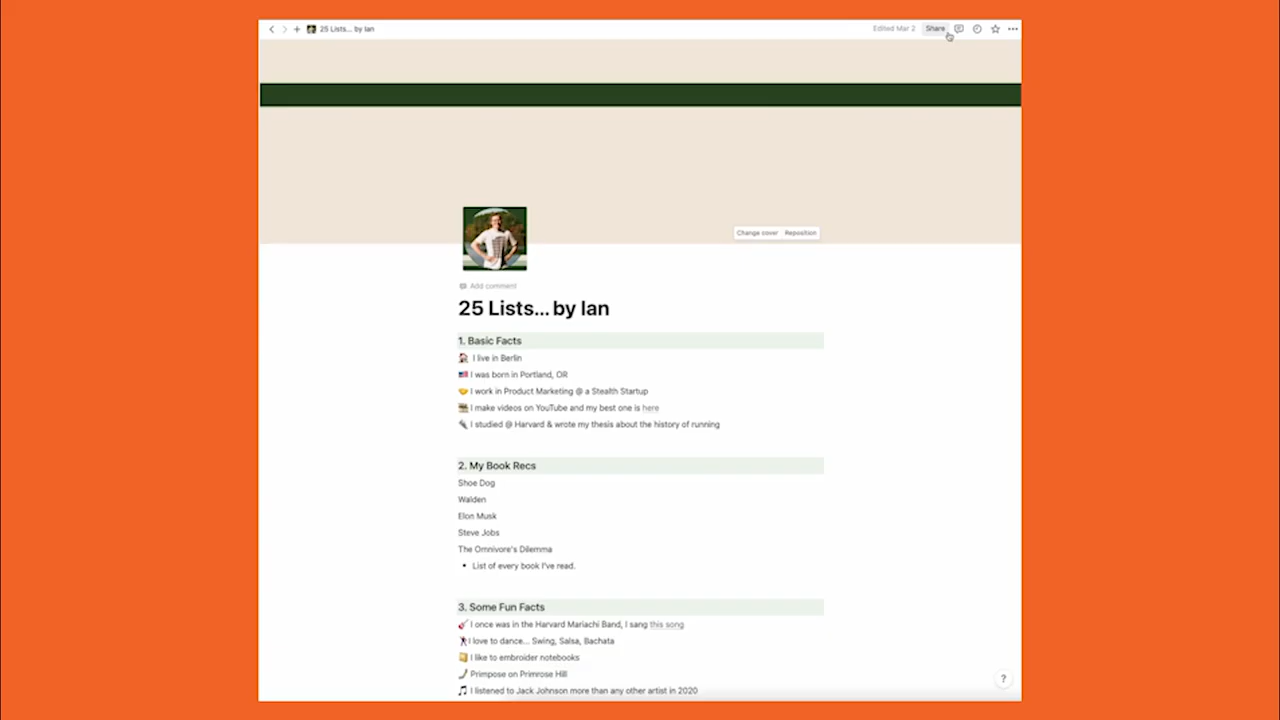 25 Lists... by Ian
Edited Mar 2 Share
Change cover Reposition
Add comment
25 Lists... by Ian
1. Basic Facts
I live in Berlin
I was born in Portland, OR
I work in Product Marketing @ a Stealth Startup
I make videos on YouTube and my best one is here
I studied @ Harvard & wrote my thesis about the history of running
2. My Book Recs
Shoe Dog
Walden
Elon Musk
Steve Jobs
The Omnivore's Dilemma
• List of every book I've read.
3. Some Fun Facts
I once was in the Harvard Mariachi Band, I sang this song
I love to dance... Swing, Salsa, Bachata
I like to embroider notebooks
Primpose on Primrose Hill
I listened to Jack Johnson more than any other artist in 2020
?